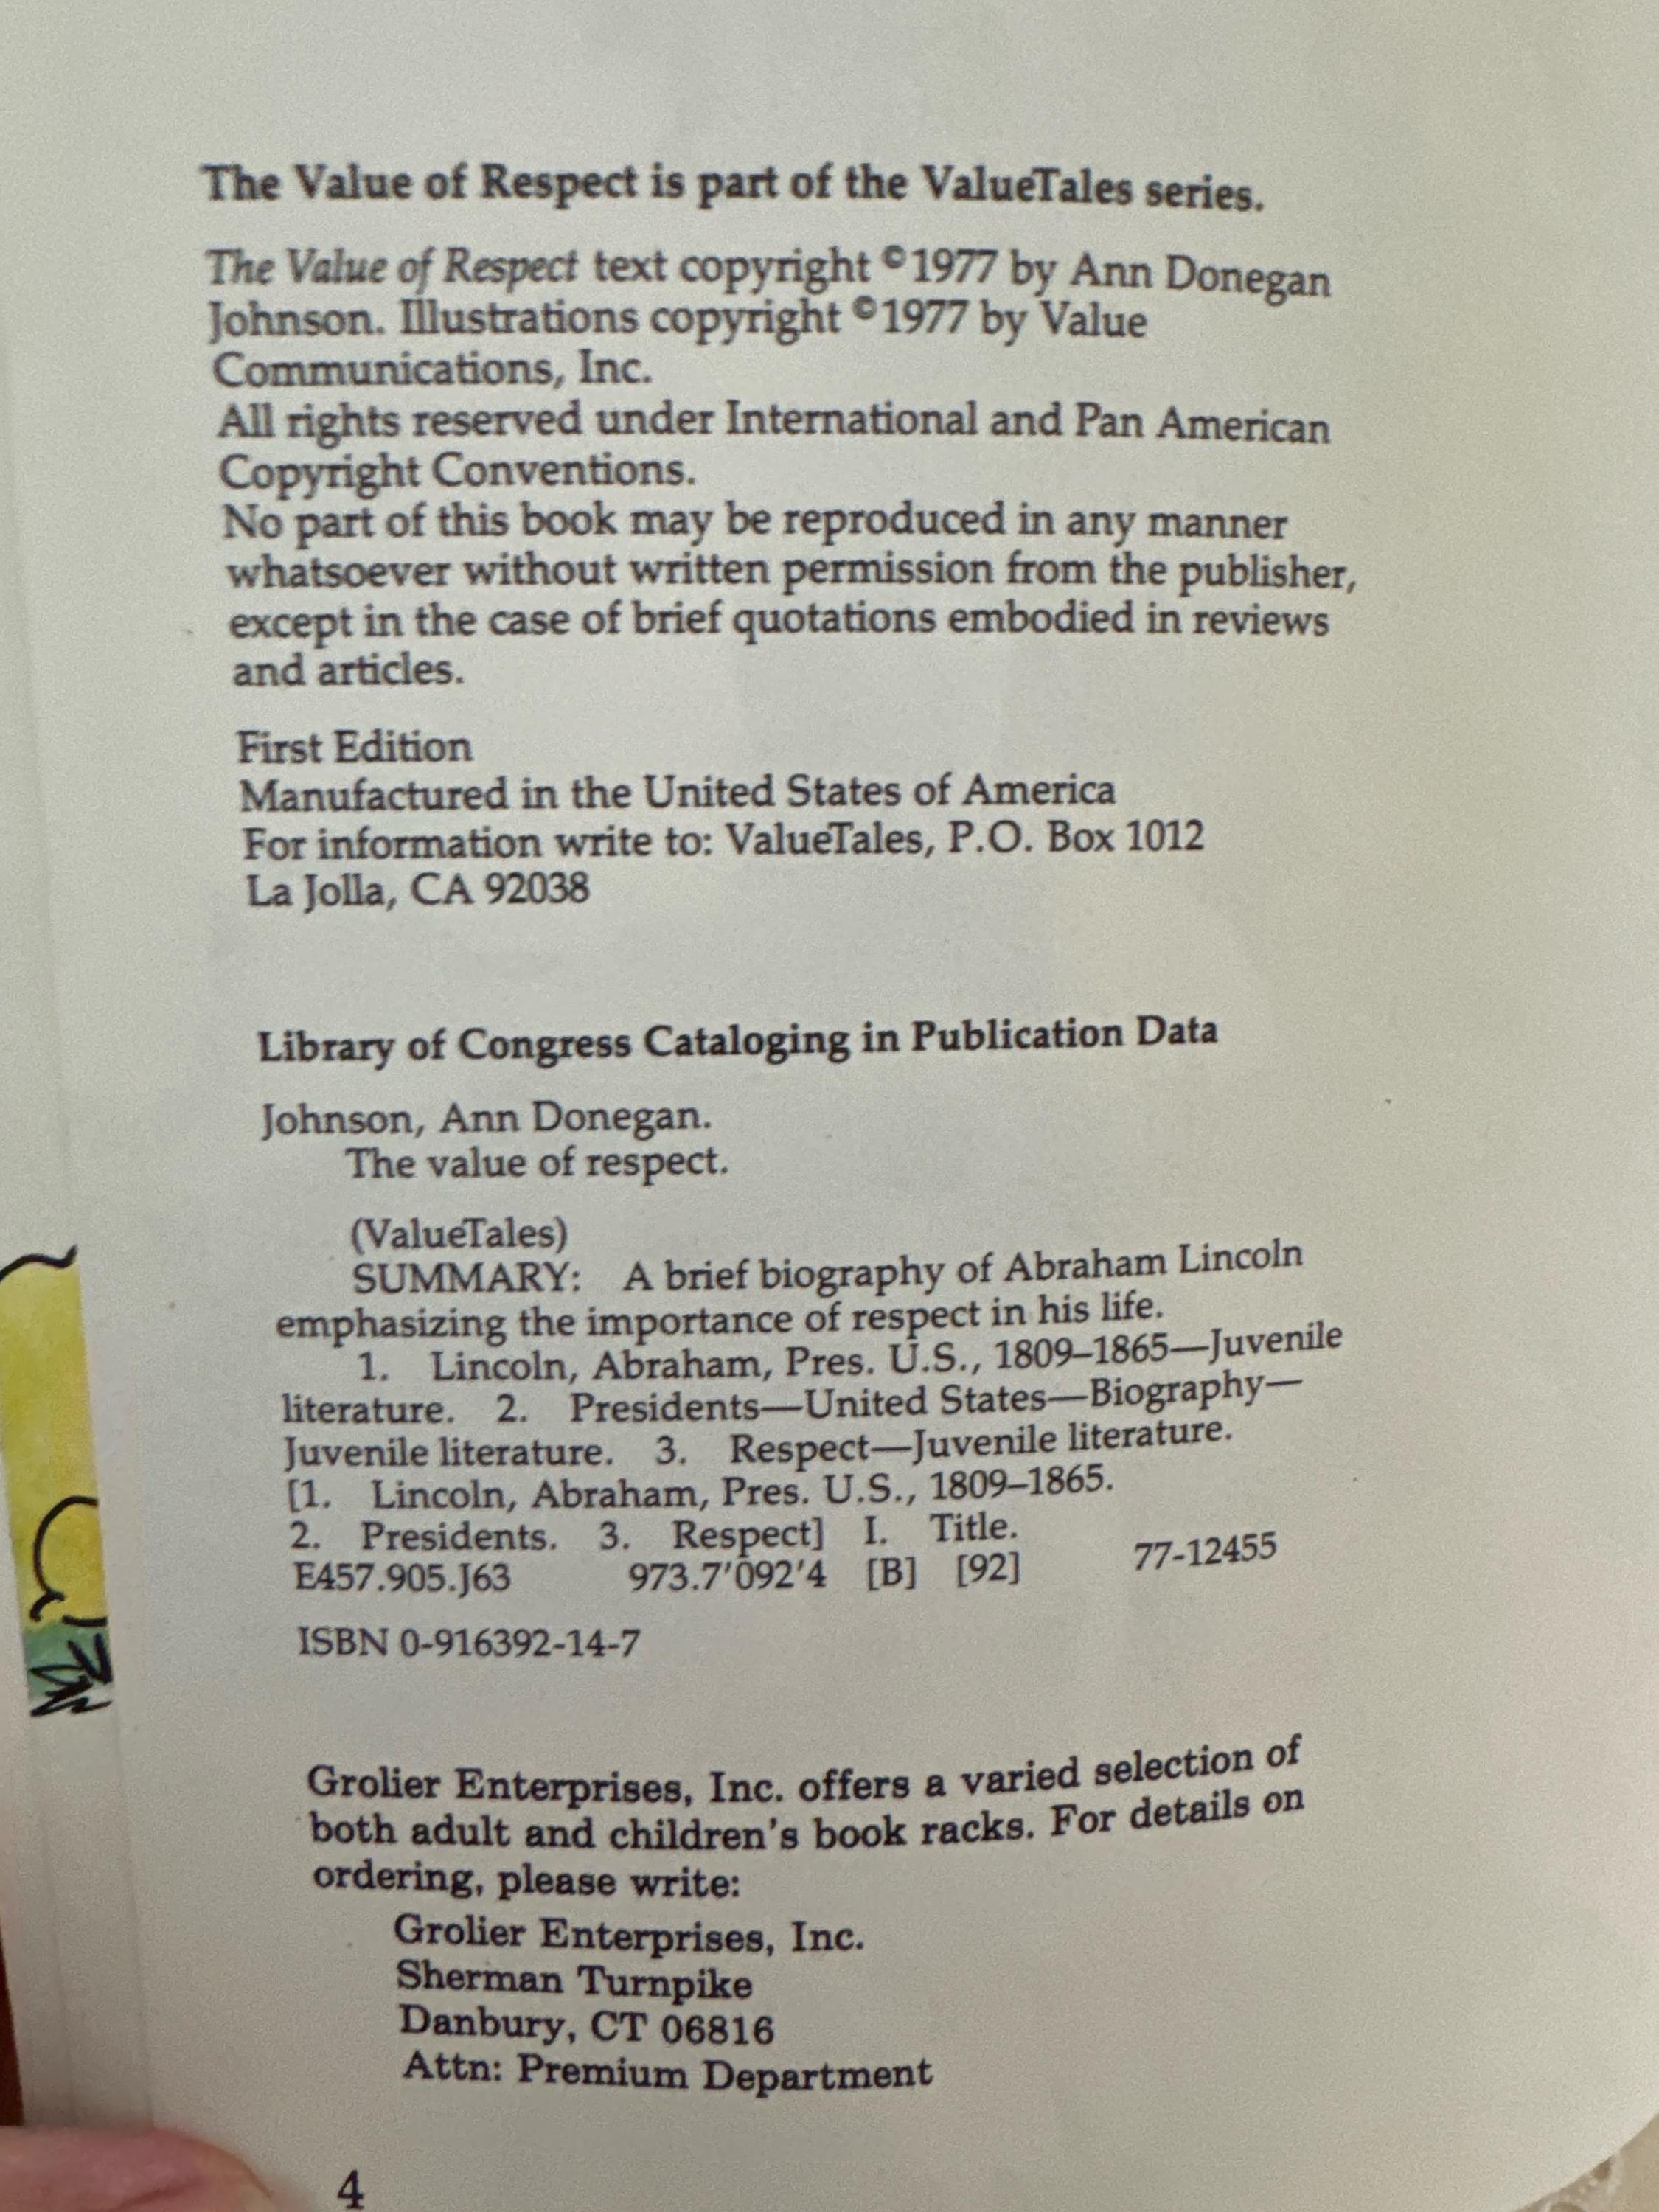 The Value of Respect is part of the ValueTales series.
The Value of Respect text copyright ©1977 by Ann Donegan
Johnson. Illustrations copyright ©1977 by Value
Communications, Inc.
All rights reserved under International and Pan American
Copyright Conventions.
No part of this book may be reproduced in any manner
whatsoever without written permission from the publisher,
except in the case of brief quotations embodied in reviews
and articles.
First Edition
Manufactured in the United States of America
For information write to: ValueTales, P.O. Box 1012
La Jolla, CA 92038
Library of Congress Cataloging in Publication Data
Johnson, Ann Donegan.
The value of respect.
(ValueTales)
SUMMARY: A brief biography of Abraham Lincoln
emphasizing the importance of respect in his life.
1. Lincoln, Abraham, Pres. U.S., 1809–1865—Juvenile
literature. 2. Presidents—United States—Biography—
Juvenile literature. 3. Respect—Juvenile literature.
[1. Lincoln, Abraham, Pres. U.S., 1809–1865.
2. Presidents. 3. Respect] I. Title.
E457.905.J63 973.7'092'4 [B] [92] 77-12455
ISBN 0-916392-14-7
Grolier Enterprises, Inc. offers a varied selection of
both adult and children's book racks. For details on
ordering, please write:
Grolier Enterprises, Inc.
Sherman Turnpike
Danbury, CT 06816
Attn: Premium Department
4